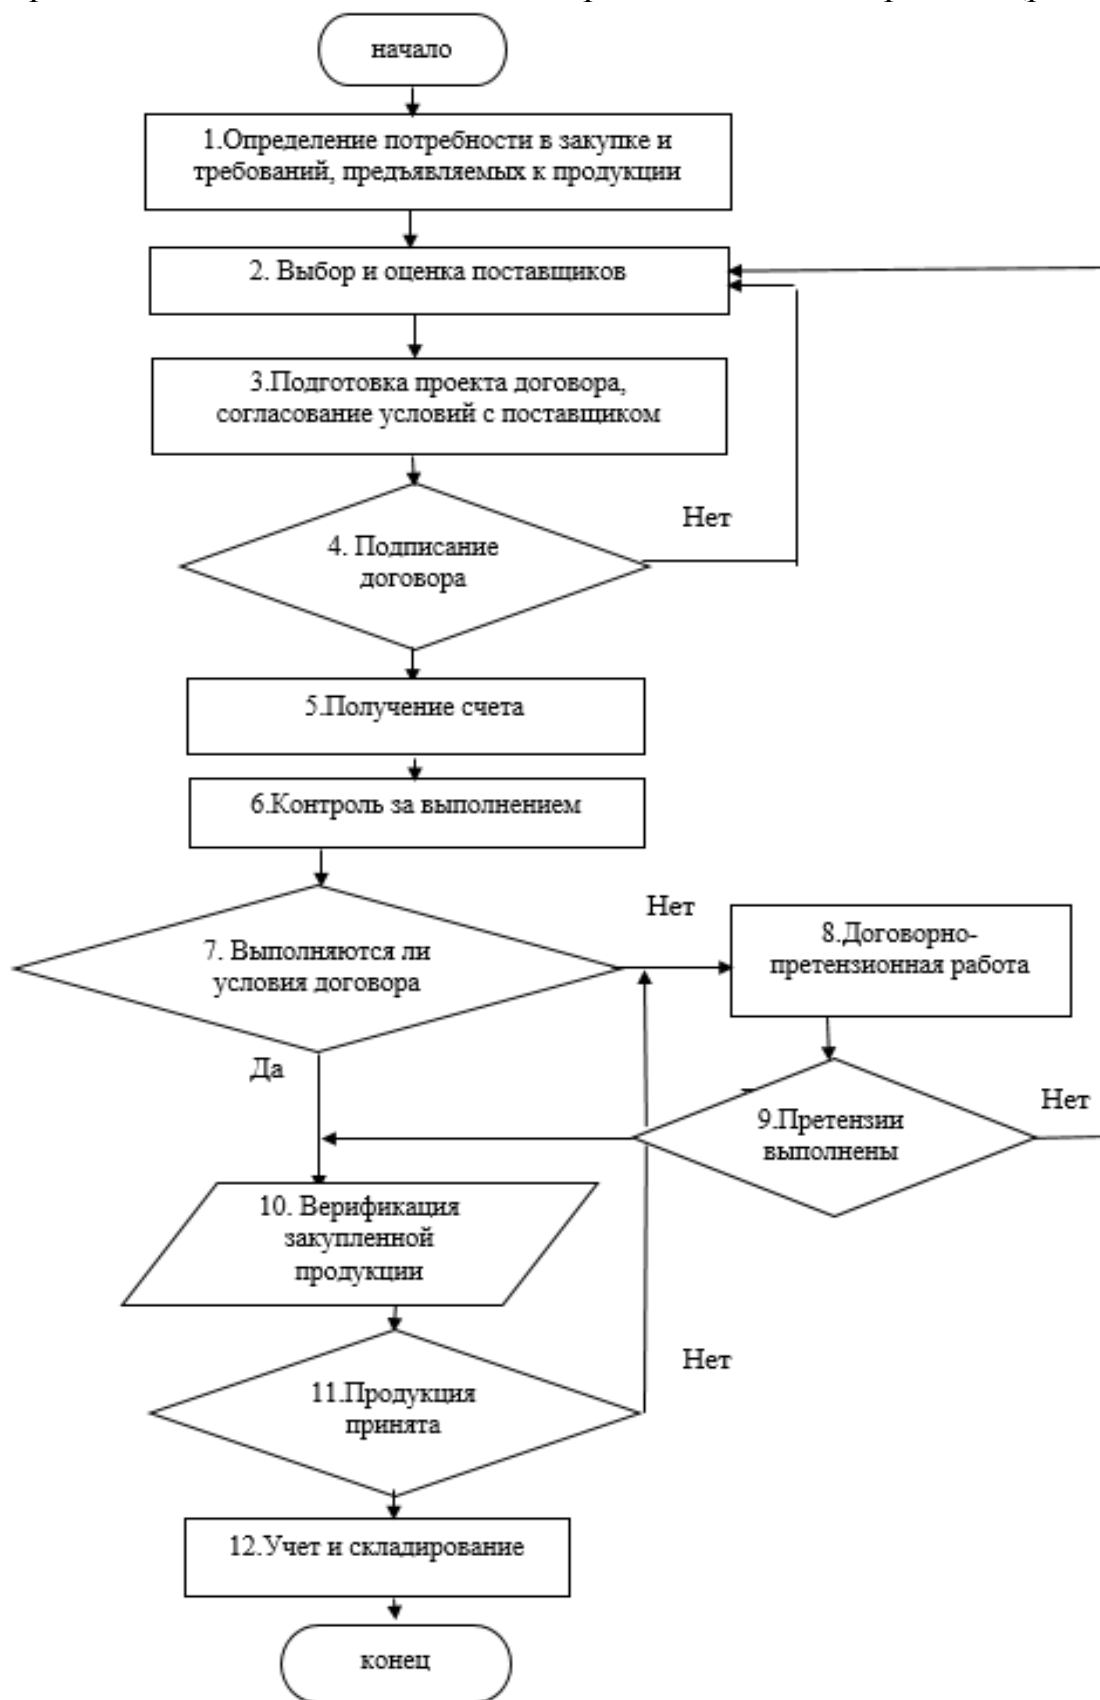 начало
1.Определение потребности в закупке и
требований, предъявляемых к продукции
2. Выбор и оценка поставщиков
3.Подготовка проекта договора,
согласование условий с поставщиком
Нет
4. Подписание
договора
5.Получение счета
6.Контроль за выполнением
Нет
7. Выполняются ли
условия договора
8.Договорно-
претензионная работа
Да
Нет
9.Претензии
выполнены
10. Верификация
закупленной
продукции
Нет
11.Продукция
принята
12.Учет и складирование
конец